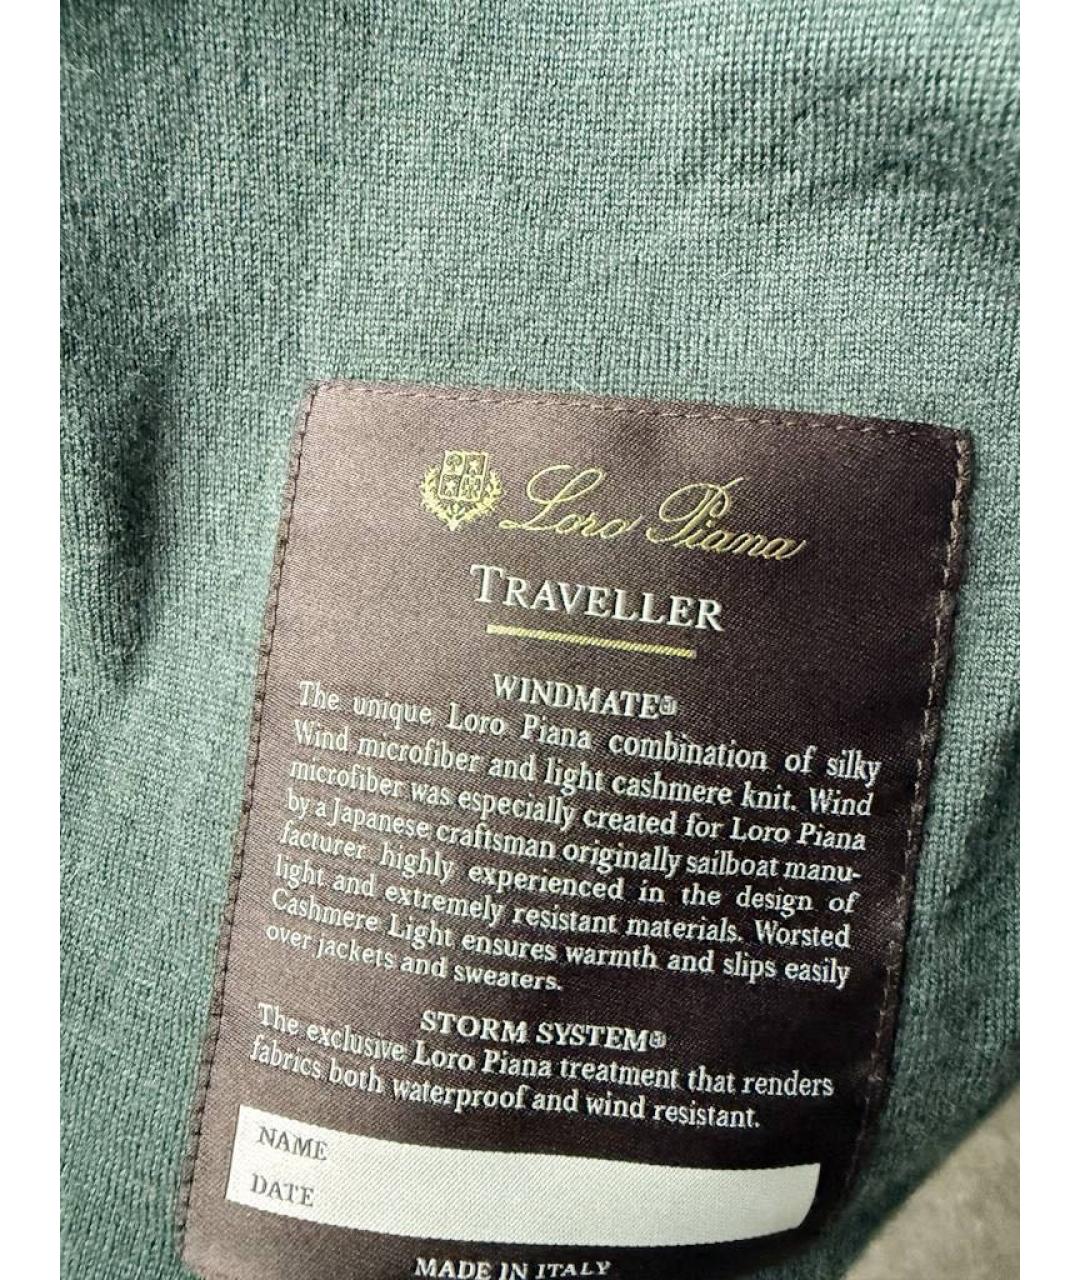 Loro Piana
TRAVELLER
WINDMATE®
The unique Loro Piana combination of silky
Wind microfiber and light cashmere knit. Wind
microfiber was especially created for Loro Piana
by a Japanese craftsman originally sailboat manu-
facturer highly experienced in the design of
light and extremely resistant materials. Worsted
Cashmere Light ensures warmth and slips easily
over jackets and sweaters.
STORM SYSTEM®
The exclusive Loro Piana treatment that renders
fabrics both waterproof and wind resistant.
NAME
DATE
MADE IN ITALY